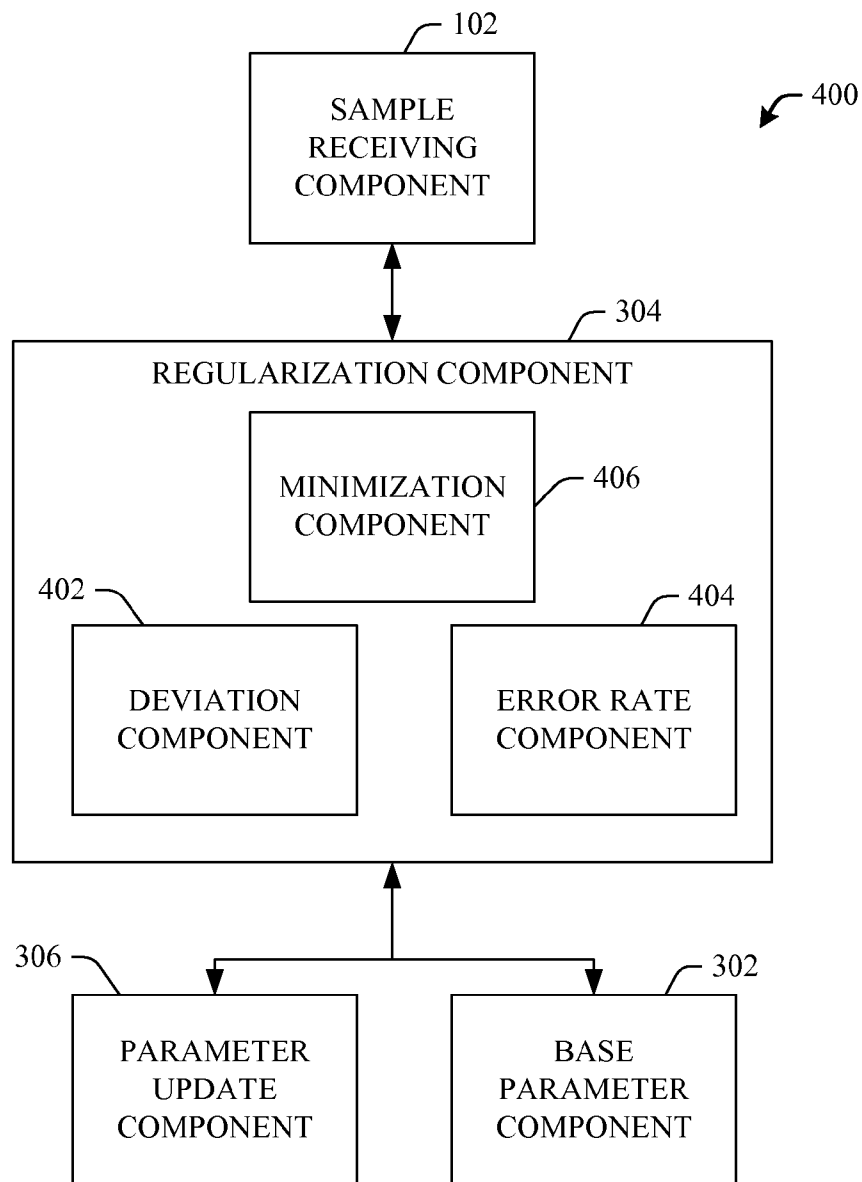 102
400
SAMPLE
RECEIVING
COMPONENT
304
REGULARIZATION COMPONENT
MINIMIZATION
COMPONENT
406
402
404
DEVIATION
COMPONENT
ERROR RATE
COMPONENT
306
302
PARAMETER
UPDATE
COMPONENT
BASE
PARAMETER
COMPONENT